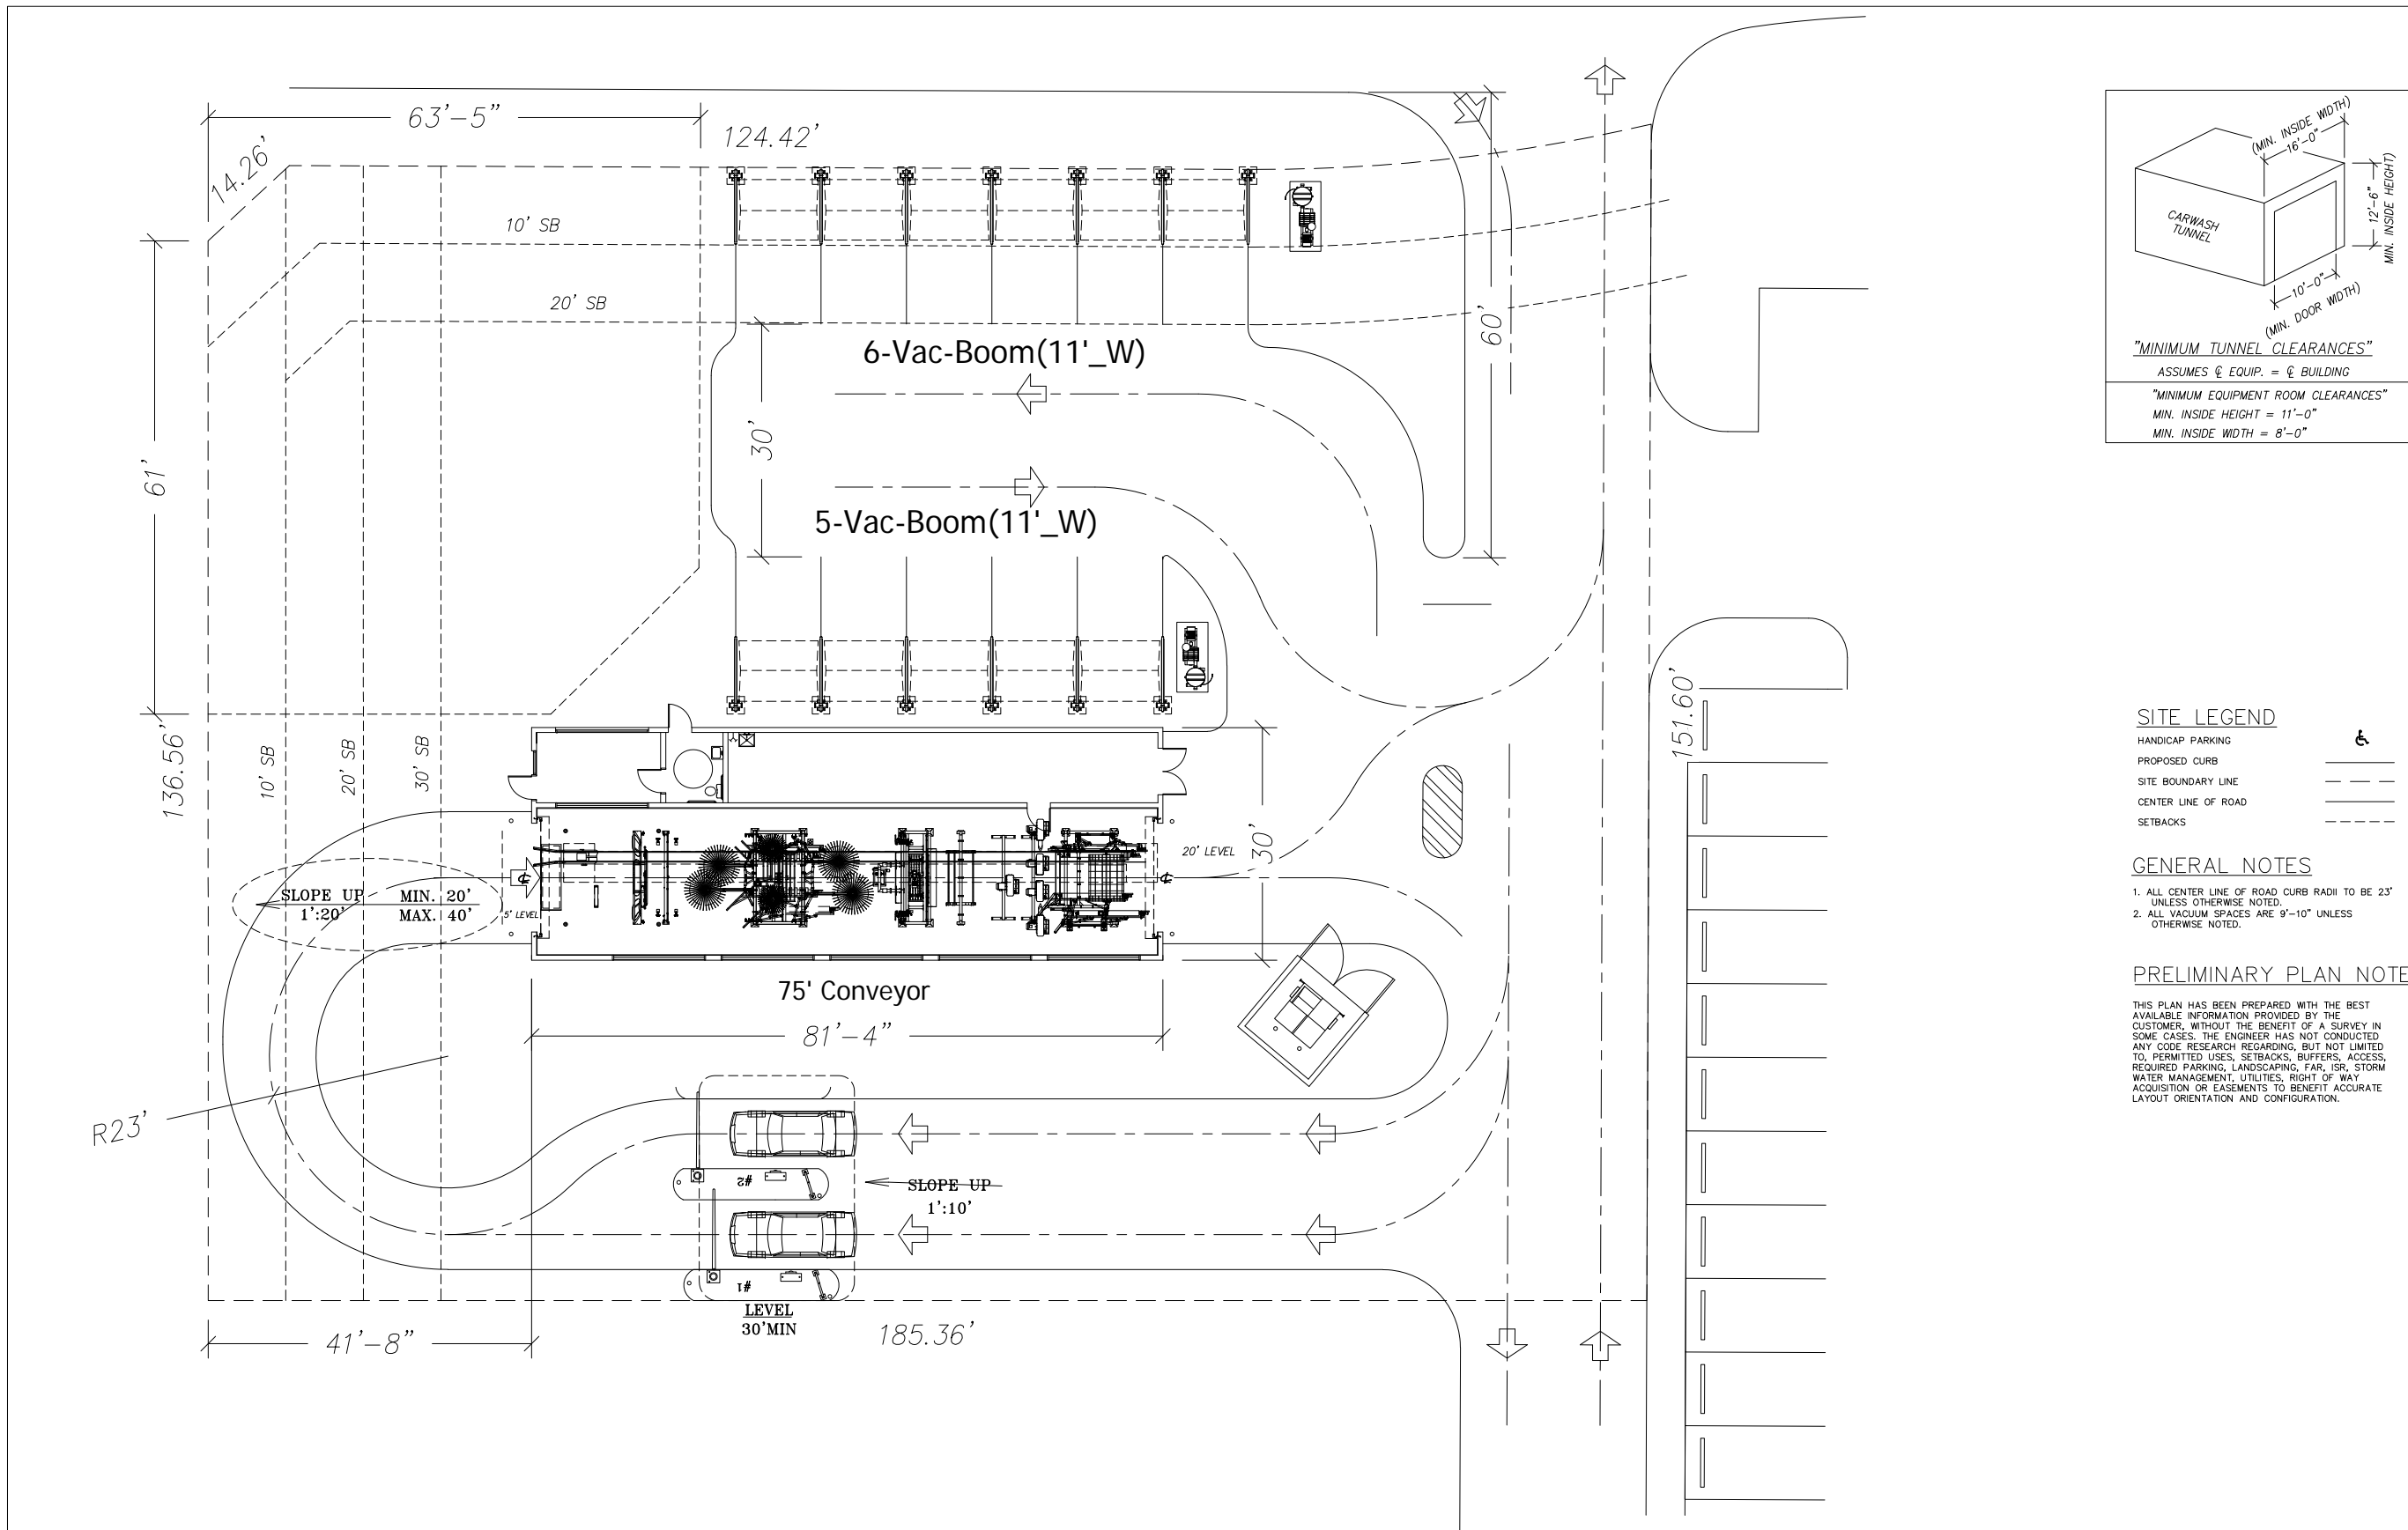 63'-5"
124.42'
14.26'
10' SB
20' SB
6-Vac-Boom(11'_W)
30'
5-Vac-Boom(11'_W)
60'
61'
136.56'
10' SB
20' SB
30' SB
151.60'
SLOPE UP
1':20'
MIN. 20'
MAX. 40'
5' LEVEL
℄
20' LEVEL
℄
30'
75' Conveyor
81'-4"
R23'
#2
SLOPE UP
1':10'
#1
LEVEL
30'MIN
41'-8"
185.36'
(MIN. INSIDE WIDTH)
16'-0"
12'-6"
MIN. INSIDE HEIGHT)
CARWASH
TUNNEL
10'-0"
(MIN. DOOR WIDTH)
"MINIMUM TUNNEL CLEARANCES"
ASSUMES ℄ EQUIP. = ℄ BUILDING
"MINIMUM EQUIPMENT ROOM CLEARANCES"
MIN. INSIDE HEIGHT = 11'-0"
MIN. INSIDE WIDTH = 8'-0"
SITE LEGEND
HANDICAP PARKING
PROPOSED CURB
SITE BOUNDARY LINE
CENTER LINE OF ROAD
SETBACKS
GENERAL NOTES
1. ALL CENTER LINE OF ROAD CURB RADII TO BE 23'
UNLESS OTHERWISE NOTED.
2. ALL VACUUM SPACES ARE 9'-10" UNLESS
OTHERWISE NOTED.
PRELIMINARY PLAN NOTE
THIS PLAN HAS BEEN PREPARED WITH THE BEST
AVAILABLE INFORMATION PROVIDED BY THE
CUSTOMER, WITHOUT THE BENEFIT OF A SURVEY IN
SOME CASES. THE ENGINEER HAS NOT CONDUCTED
ANY CODE RESEARCH REGARDING, BUT NOT LIMITED
TO, PERMITTED USES, SETBACKS, BUFFERS, ACCESS,
REQUIRED PARKING, LANDSCAPING, FAR, ISR, STORM
WATER MANAGEMENT, UTILITIES, RIGHT OF WAY
ACQUISITION OR EASEMENTS TO BENEFIT ACCURATE
LAYOUT ORIENTATION AND CONFIGURATION.